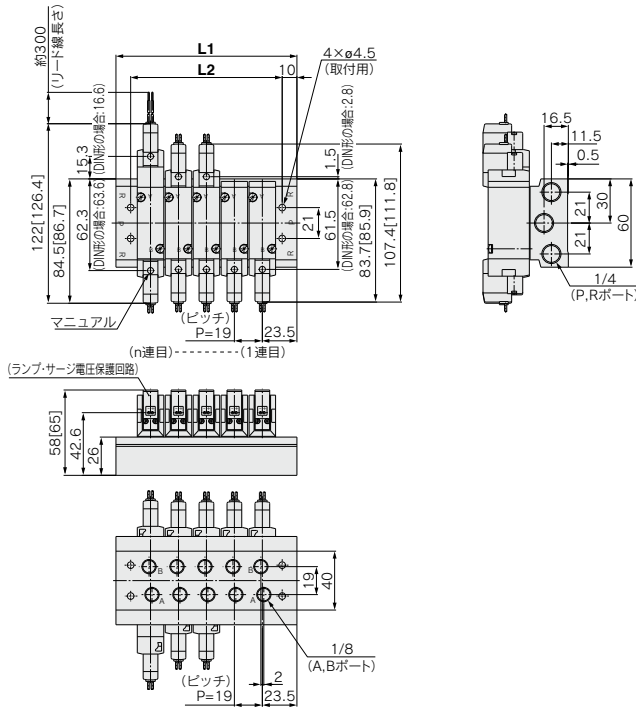 L1
L2
10
4×ø4.5
(取付用)
約300
(リード線長さ)
(DIN形の場合:16.6)
15.3
(DIN形の場合:63.6)
62.3
84.5[86.7]
122[126.4]
(DIN形の場合:2.8)
1.5
21
61.5
(DIN形の場合:62.8)
83.7[85.9]
107.4[111.8]
R
P
R
A
A
A
A
A
B
B
R
P
R
マニュアル
(ピッチ)
P=19
23.5
(n連目)
(1連目)
16.5
11.5
0.5
21
21
30
60
1/4
(P,Rポート)
(ランプ・サージ電圧保護回路)
58[65]
42.6
26
B
B
A
A
19
40
1/8
(A,Bポート)
(ピッチ)
P=19
2
23.5